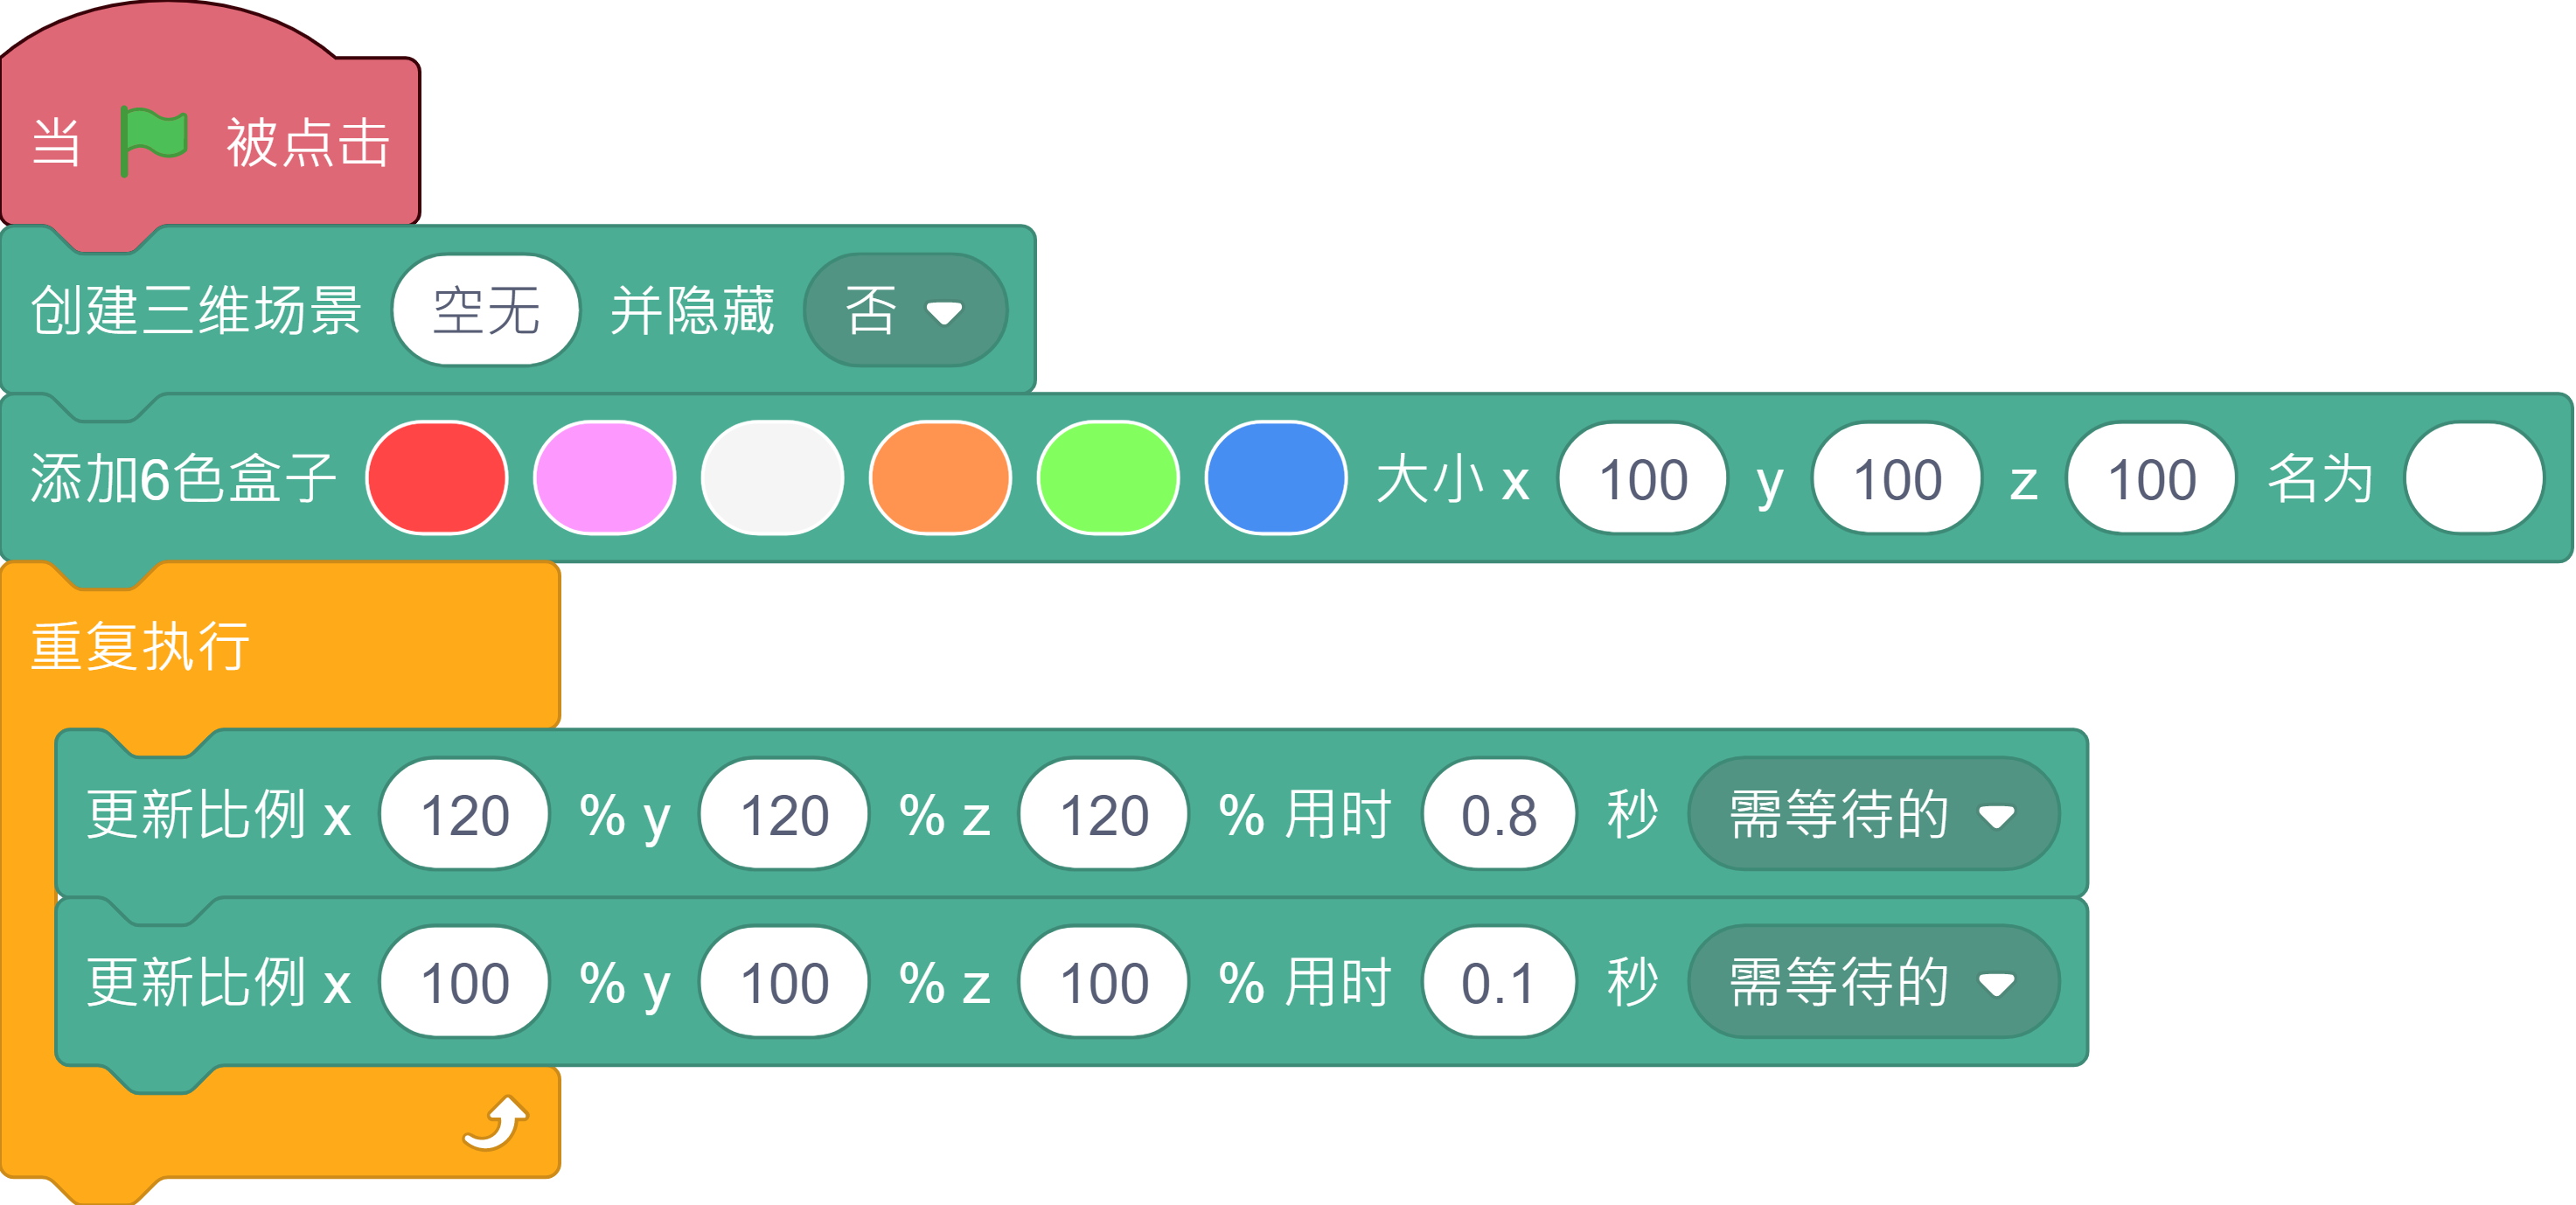 当 被点击
创建三维场景 空无 并隐藏 否
添加6色盒子 大小 x 100 y 100 z 100 名为
重复执行
更新比例 x 120 % y 120 % z 120 % 用时 0.8 秒 需等待的
更新比例 x 100 % y 100 % z 100 % 用时 0.1 秒 需等待的